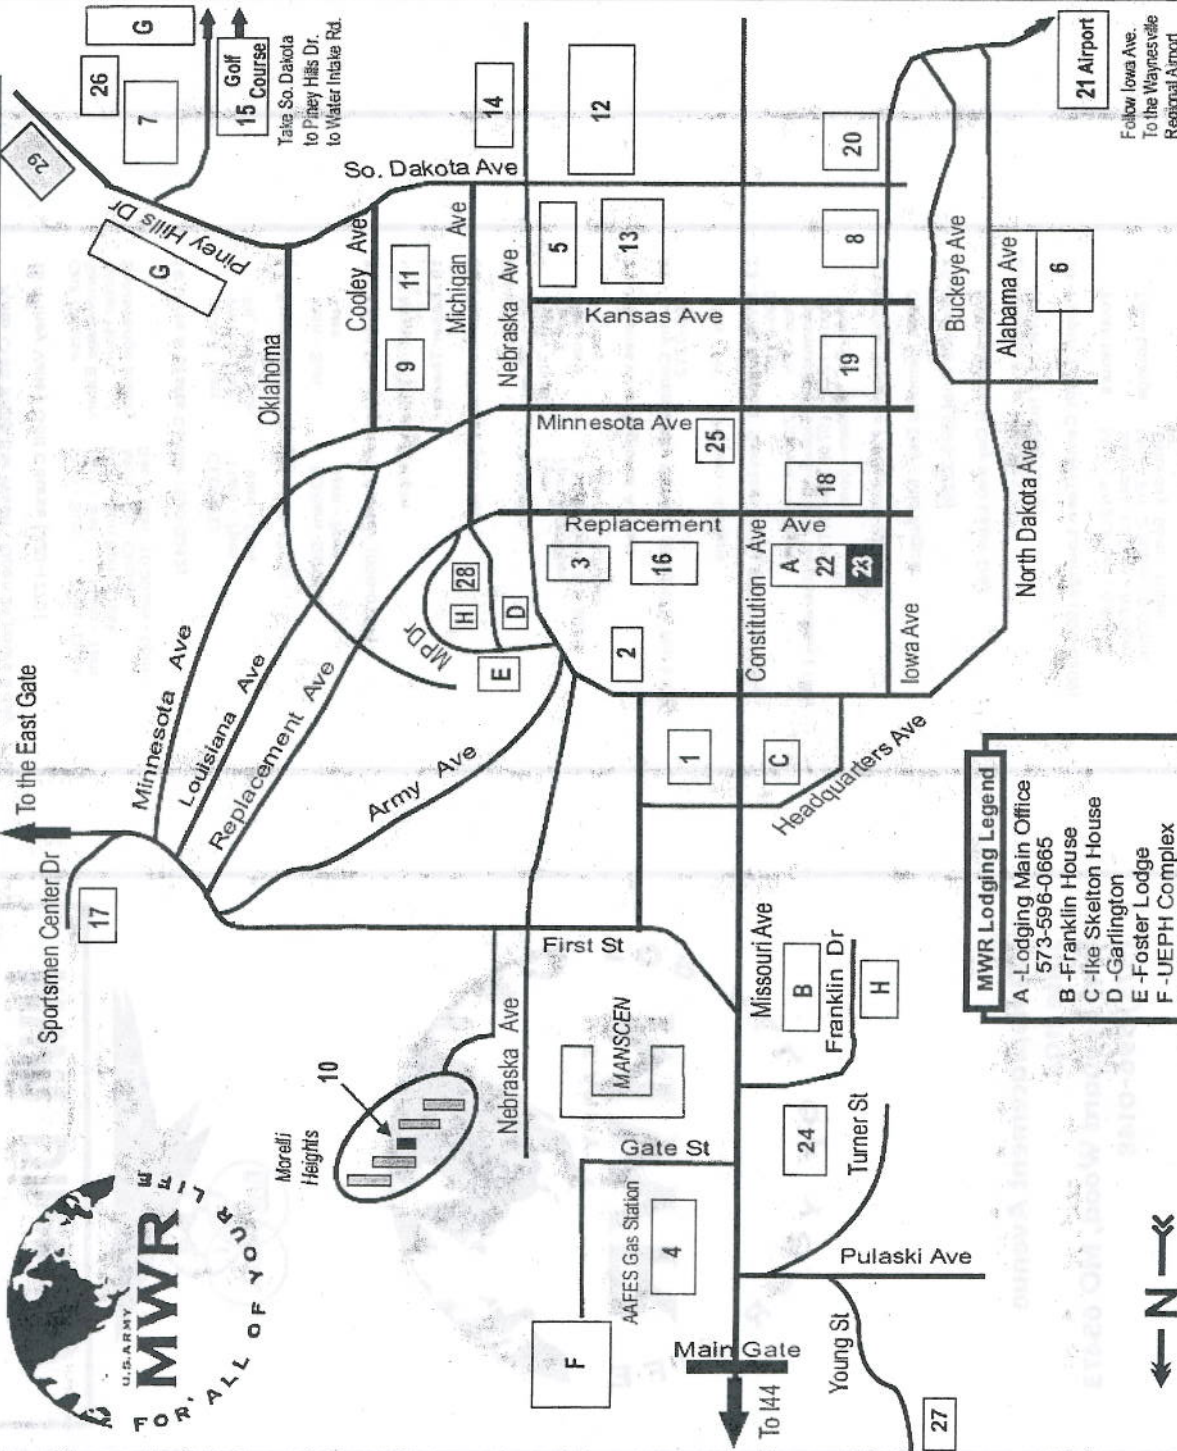 U.S.ARMY
MWR
FOR ALL OF YOUR LIFE
To the East Gate
Sportsmen Center Dr
17
29
26
G
7
15 Golf
Course
Take So. Dakota
to Piney Hills Dr.
to Water Intake Rd.
Piney Hills Dr
G
Minnesota Ave
Louisiana Ave
Replacement Ave
Army Ave
Oklahoma
Cooley Ave
9
11
Michigan Ave
So. Dakota Ave
14
MP Dr
H
28
D
E
Morelli
Heights
10
Nebraska Ave
First St
Nebraska Ave
5
13
12
Kansas Ave
Minnesota Ave
25
Replacement Ave
3
16
2
1
C
MANSCEN
Gate St
AAFES Gas Station
4
F
Main Gate
To I44
Constitution Ave
A
22
23
18
19
8
20
Iowa Ave
Headquarters Ave
Missouri Ave
B
Franklin Dr
H
24
Turner St
Pulaski Ave
Young St
27
Buckeye Ave
Alabama Ave
6
North Dakota Ave
21 Airport
Follow Iowa Ave.
To the Waynesville
Regional Airport
MWR Lodging Legend
A -Lodging Main Office
573-596-0665
B -Franklin House
C -Ike Skelton House
D -Garlington
E -Foster Lodge
F -UEPH Complex
N